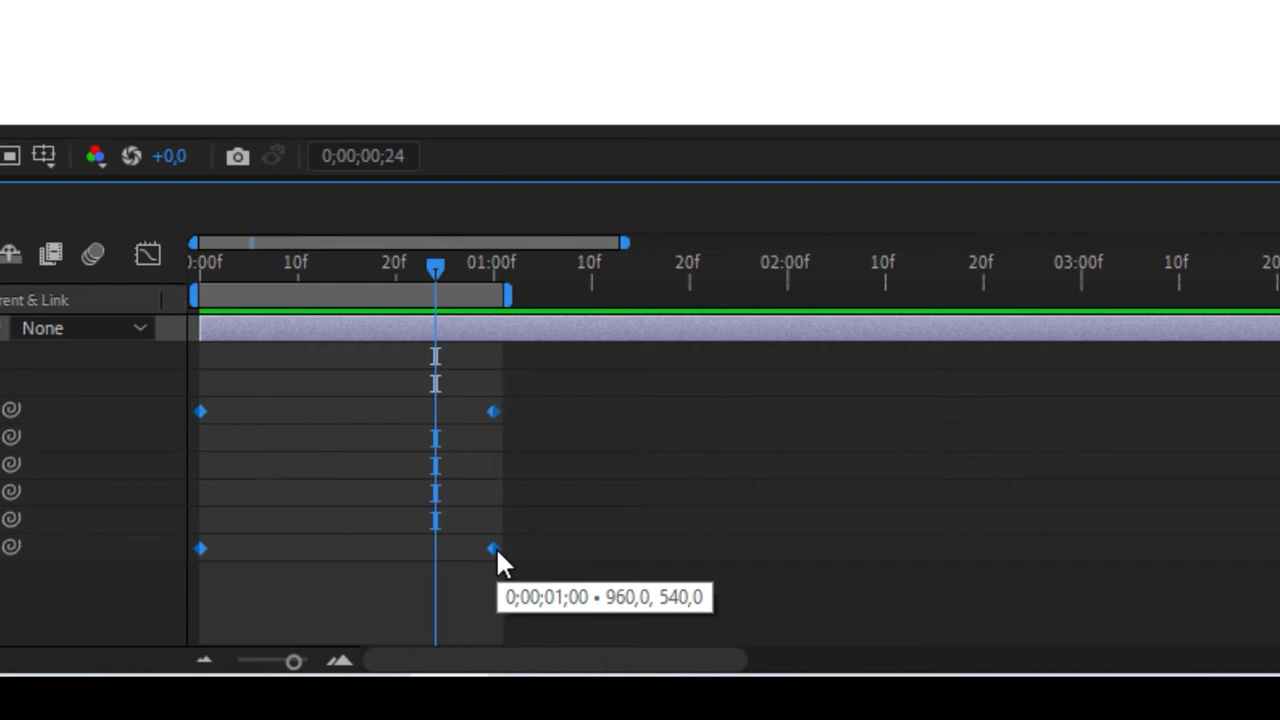 +0,0 0;00;00;24
):00f 10f 20f 01:00f 10f 20f 02:00f 10f 20f 03:00f 10f 20
rent & Link
None
0;00;01;00 • 960,0, 540,0